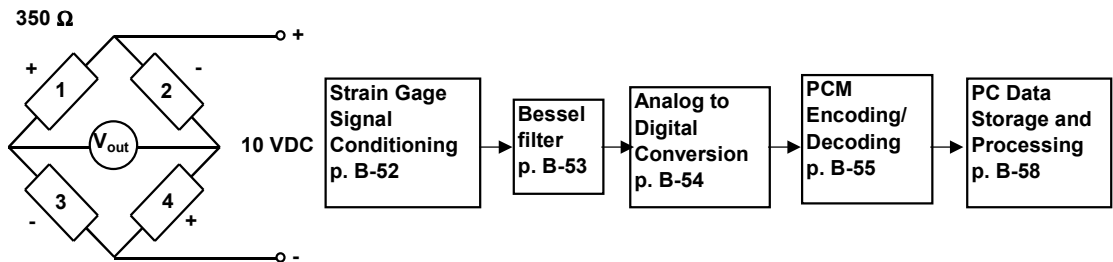 350 Ω
+
+
1
2
-
Vout
10 VDC
3
4
-
+
-
Strain Gage
Signal
Conditioning
p. B-52
Bessel
filter
p. B-53
Analog to
Digital
Conversion
p. B-54
PCM
Encoding/
Decoding
p. B-55
PC Data
Storage and
Processing
p. B-58